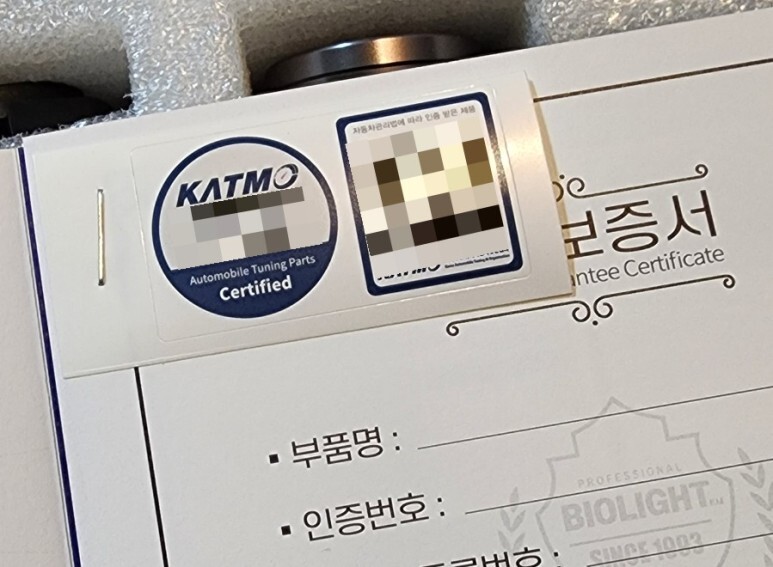 KATMO
Automobile Tuning Parts
Certified
자동차관리법에 따라 인증 받은 제품
KATMO
보증서
Certificate
▪ 부품명 :
▪ 인증번호 :
PROFESSIONAL
BIOLIGHT
SINCE 1993